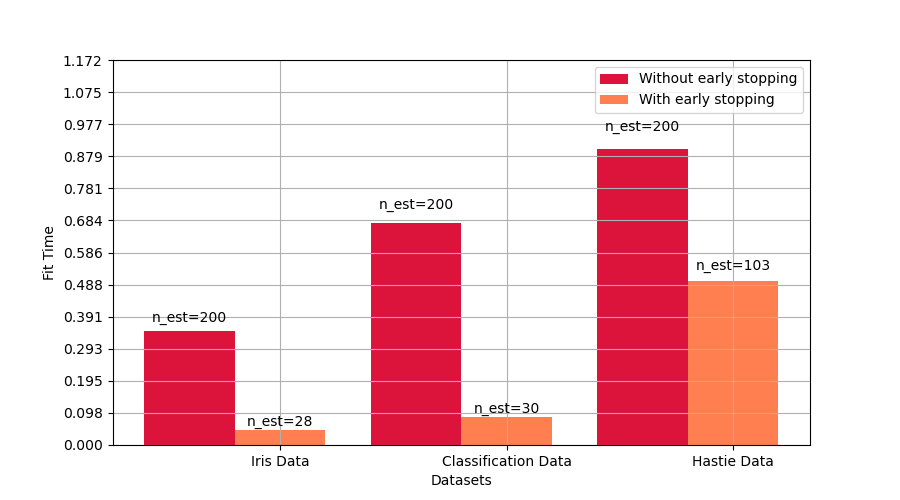 Without early stopping
With early stopping
1.172
1.075
0.977
0.879
0.781
0.684
0.586
0.488
0.391
0.293
0.195
0.098
0.000
Fit Time
n_est=200
n_est=28
n_est=200
n_est=30
n_est=200
n_est=103
Iris Data
Classification Data
Hastie Data
Datasets